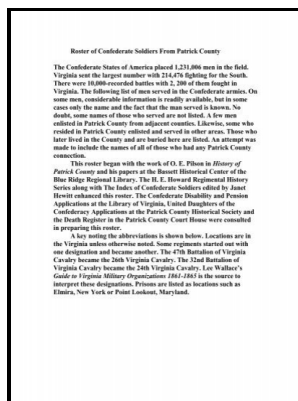 Roster of Confederate Soldiers From Patrick County
The Confederate States of America placed 1,231,006 men in the field.
Virginia sent the largest number with 214,476 fighting for the South.
There were 10,000-recorded battles with 2, 200 of them fought in
Virginia. The following list of men served in the Confederate armies. On
some men, considerable information is readily available, but in some
cases only the name and the fact that the man served is known. No
doubt, some names of those who served are not listed. A few men
enlisted in Patrick County from adjacent counties. Likewise, some who
resided in Patrick County enlisted and served in other areas. Those who
later lived in the County and are buried here are listed. An attempt was
made to include the names of all of those who had any Patrick County
connection.
This roster began with the work of O. E. Pilson in History of
Patrick County and his papers at the Bassett Historical Center of the
Blue Ridge Regional Library. The H. E. Howard Regimental History
Series along with The Index of Confederate Soldiers edited by Janet
Hewitt enhanced this roster. The Confederate Disability and Pension
Applications at the Library of Virginia, United Daughters of the
Confederacy Applications at the Patrick County Historical Society and
the Death Register in the Patrick County Court House were consulted
in preparing this roster.
A key noting the abbreviations is shown below. Locations are in
the Virginia unless otherwise noted. Some regiments started out with
one designation and became another. The 47th Battalion of Virginia
Cavalry became the 26th Virginia Cavalry. The 32nd Battalion of
Virginia Cavalry became the 24th Virginia Cavalry. Lee Wallace's
Guide to Virginia Military Organizations 1861-1865 is the source to
interpret these designations. Prisons are listed as locations such as
Elmira, New York or Point Lookout, Maryland.